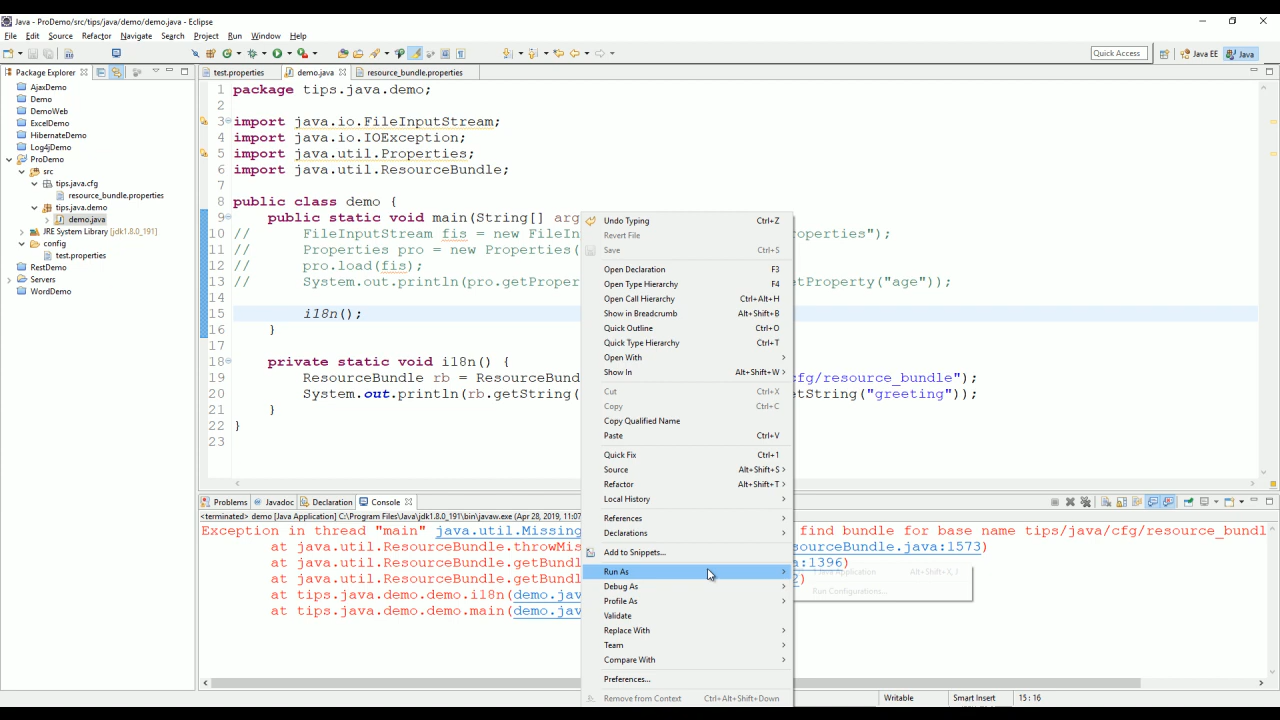 Java - ProDemo/src/tips/java/demo/demo.java - Eclipse
File Edit Source Refactor Navigate Search Project Run Window Help
Quick Access
Java EE
Java
Package Explorer
AjaxDemo
Demo
DemoWeb
ExcelDemo
HibernateDemo
Log4jDemo
ProDemo
src
tips.java.cfg
resource_bundle.properties
tips.java.demo
demo.java
JRE System Library [jdk1.8.0_191]
config
test.properties
RestDemo
Servers
WordDemo
test.properties demo.java resource_bundle.properties
1 package tips.java.demo;
2
3 import java.io.FileInputStream;
4 import java.io.IOException;
5 import java.util.Properties;
6 import java.util.ResourceBundle;
7
8 public class demo {
9 public static void main(String[] arg
10 // FileInputStream fis = new FileIn operties");
11 // Properties pro = new Properties(
12 // pro.load(fis);
13 // System.out.println(pro.getProper etProperty("age"));
14
15 i18n();
16 }
17
18 private static void i18n() {
19 ResourceBundle rb = ResourceBund cfg/resource_bundle");
20 System.out.println(rb.getString( tString("greeting"));
21 }
22 }
23
Undo Typing Ctrl+Z
Revert File
Save Ctrl+S
Open Declaration F3
Open Type Hierarchy F4
Open Call Hierarchy Ctrl+Alt+H
Show in Breadcrumb Alt+Shift+B
Quick Outline Ctrl+O
Quick Type Hierarchy Ctrl+T
Open With
Show In Alt+Shift+W
Cut Ctrl+X
Copy Ctrl+C
Copy Qualified Name
Paste Ctrl+V
Quick Fix Ctrl+1
Source Alt+Shift+S
Refactor Alt+Shift+T
Local History
References
Declarations
Add to Snippets...
Run As
Debug As
Profile As
Validate
Replace With
Team
Compare With
Preferences...
Remove from Context Ctrl+Alt+Shift+Down
Java Application Alt+Shift+X, J
Run Configurations...
Problems Javadoc Declaration Console
<terminated> demo [Java Application] C:\Program Files\Java\jdk1.8.0_191\bin\javaw.exe (Apr 28, 2019, 11:07
Exception in thread "main" java.util.Missing find bundle for base name tips/java/cfg/resource_bundl
at java.util.ResourceBundle.throwMis sourceBundle.java:1573)
at java.util.ResourceBundle.getBund a:1396)
at java.util.ResourceBundle.getBund )
at tips.java.demo.demo.i18n(demo.jav
at tips.java.demo.demo.main(demo.jav
Writable Smart Insert 15 : 16